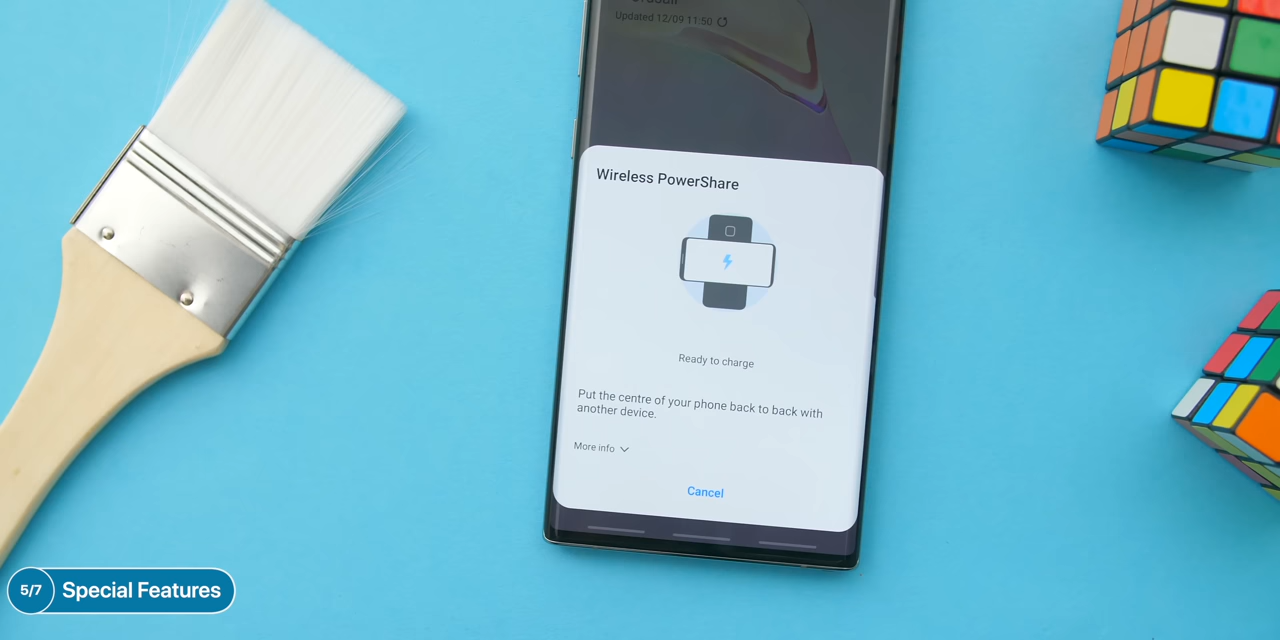 Updated 12/09 11:50
Wireless PowerShare
Ready to charge
Put the centre of your phone back to back with
another device.
More info
Cancel
5/7 Special Features